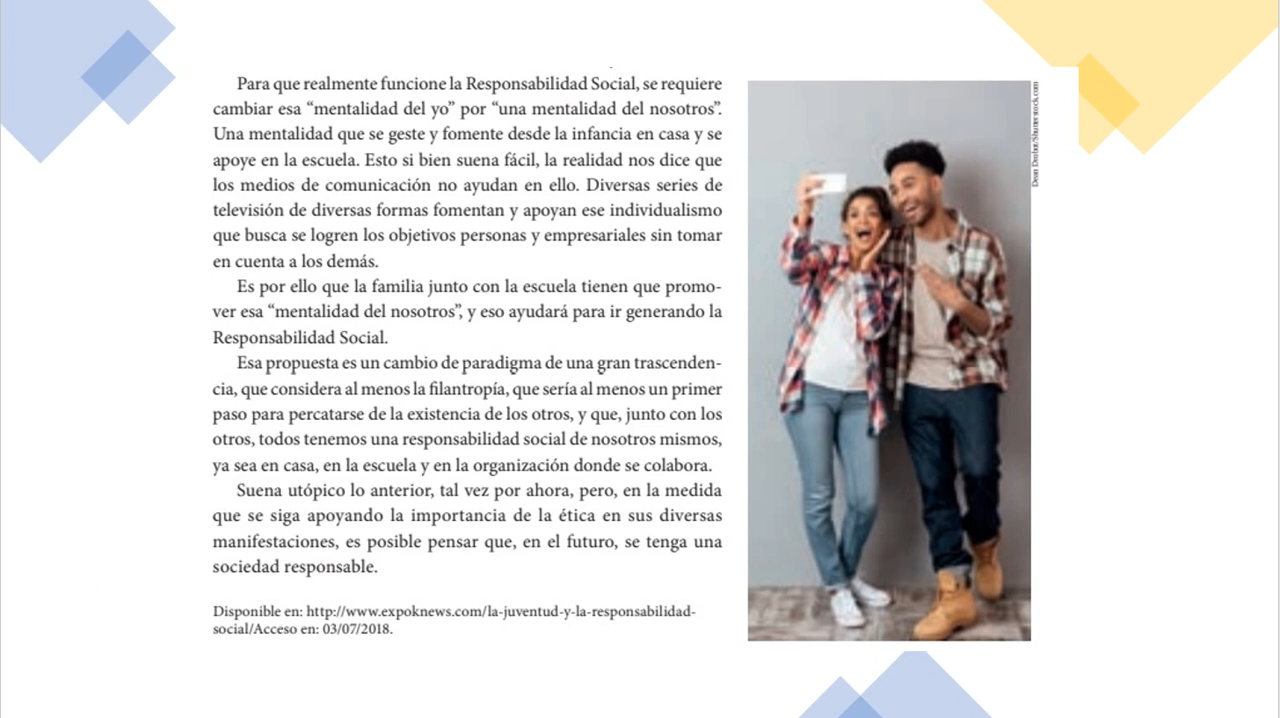 Para que realmente funcione la Responsabilidad Social, se requiere
cambiar esa “mentalidad del yo” por “una mentalidad del nosotros”.
Una mentalidad que se geste y fomente desde la infancia en casa y se
apoye en la escuela. Esto si bien suena fácil, la realidad nos dice que
los medios de comunicación no ayudan en ello. Diversas series de
televisión de diversas formas fomentan y apoyan ese individualismo
que busca se logren los objetivos personas y empresariales sin tomar
en cuenta a los demás.
Es por ello que la familia junto con la escuela tienen que promo-
ver esa “mentalidad del nosotros”, y eso ayudará para ir generando la
Responsabilidad Social.
Esa propuesta es un cambio de paradigma de una gran trascenden-
cia, que considera al menos la filantropía, que sería al menos un primer
paso para percatarse de la existencia de los otros, y que, junto con los
otros, todos tenemos una responsabilidad social de nosotros mismos,
ya sea en casa, en la escuela y en la organización donde se colabora.
Suena utópico lo anterior, tal vez por ahora, pero, en la medida
que se siga apoyando la importancia de la ética en sus diversas
manifestaciones, es posible pensar que, en el futuro, se tenga una
sociedad responsable.
Disponible en: http://www.expoknews.com/la-juventud-y-la-responsabilidad-
social/Acceso en: 03/07/2018.
Dean Drobot/Shutterstock.com